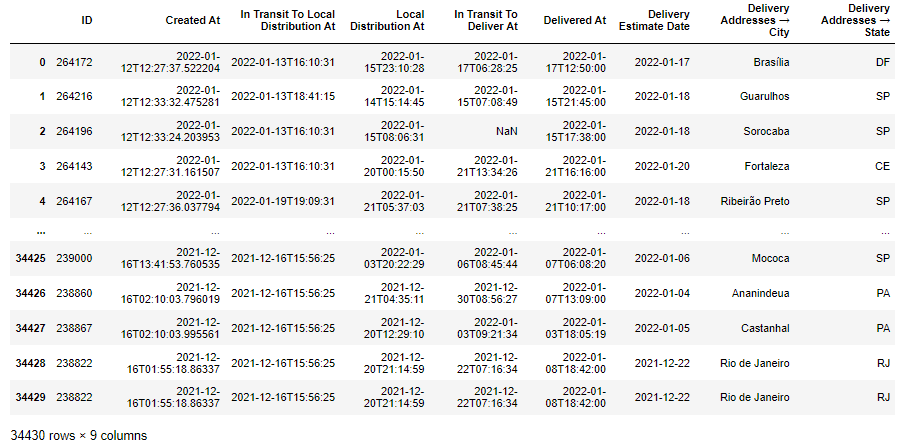 ID Created At In Transit To Local Distribution At Local Distribution At In Transit To Deliver At Delivered At Delivery Estimate Date Delivery Addresses → City Delivery Addresses → State
0 264172 2022-01-12T12:27:37.522204 2022-01-13T16:10:31 2022-01-15T23:10:28 2022-01-17T06:28:25 2022-01-17T12:50:00 2022-01-17 Brasília DF
1 264216 2022-01-12T12:33:32.475281 2022-01-13T18:41:15 2022-01-14T15:14:45 2022-01-15T07:08:49 2022-01-15T21:45:00 2022-01-18 Guarulhos SP
2 264196 2022-01-12T12:33:24.203953 2022-01-13T16:10:31 2022-01-15T08:06:31 NaN 2022-01-15T17:38:00 2022-01-18 Sorocaba SP
3 264143 2022-01-12T12:27:31.161507 2022-01-13T16:10:31 2022-01-20T00:15:50 2022-01-21T13:34:26 2022-01-21T16:16:00 2022-01-20 Fortaleza CE
4 264167 2022-01-12T12:27:36.037794 2022-01-19T19:09:31 2022-01-21T05:37:03 2022-01-21T07:38:25 2022-01-21T10:17:00 2022-01-18 Ribeirão Preto SP
... ... ... ... ... ... ... ... ... ...
34425 239000 2021-12-16T13:41:53.760535 2021-12-16T15:56:25 2022-01-03T20:22:29 2022-01-06T08:45:44 2022-01-07T06:08:20 2022-01-06 Mococa SP
34426 238860 2021-12-16T02:10:03.796019 2021-12-16T15:56:25 2021-12-21T04:35:11 2021-12-30T08:56:27 2022-01-07T13:09:00 2022-01-04 Ananindeua PA
34427 238867 2021-12-16T02:10:03.995561 2021-12-16T15:56:25 2021-12-20T12:29:10 2022-01-03T09:21:34 2022-01-03T18:05:19 2022-01-05 Castanhal PA
34428 238822 2021-12-16T01:55:18.86337 2021-12-16T15:56:25 2021-12-20T21:14:59 2021-12-22T07:16:34 2022-01-08T18:42:00 2021-12-22 Rio de Janeiro RJ
34429 238822 2021-12-16T01:55:18.86337 2021-12-16T15:56:25 2021-12-20T21:14:59 2021-12-22T07:16:34 2022-01-08T18:42:00 2021-12-22 Rio de Janeiro RJ
34430 rows × 9 columns